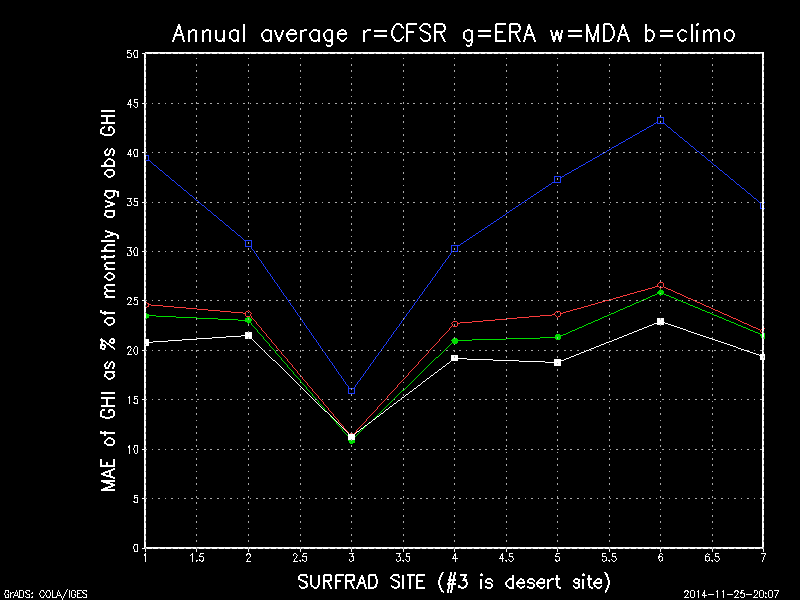 Annual average r=CFSR g=ERA w=MDA b=climo
MAE of GHI as % of monthly avg obs GHI
50
45
40
35
30
25
20
15
10
5
0
1 1.5 2 2.5 3 3.5 4 4.5 5 5.5 6 6.5 7
SURFRAD SITE (#3 is desert site)
GrADS: COLA/IGES 2014-11-25-20:07